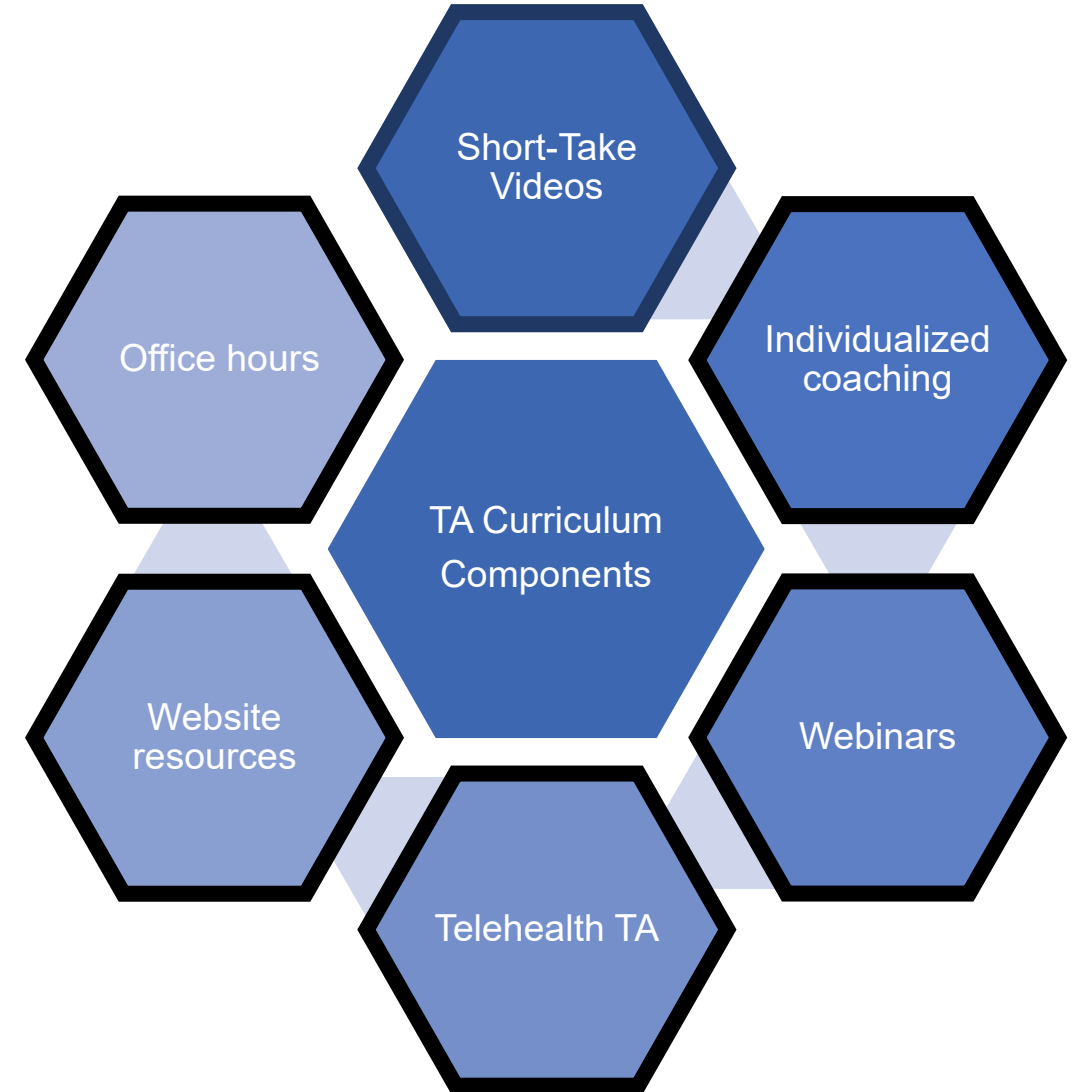 Short-Take
Videos
Individualized
coaching
Webinars
Telehealth TA
Website
resources
Office hours
TA Curriculum
Components